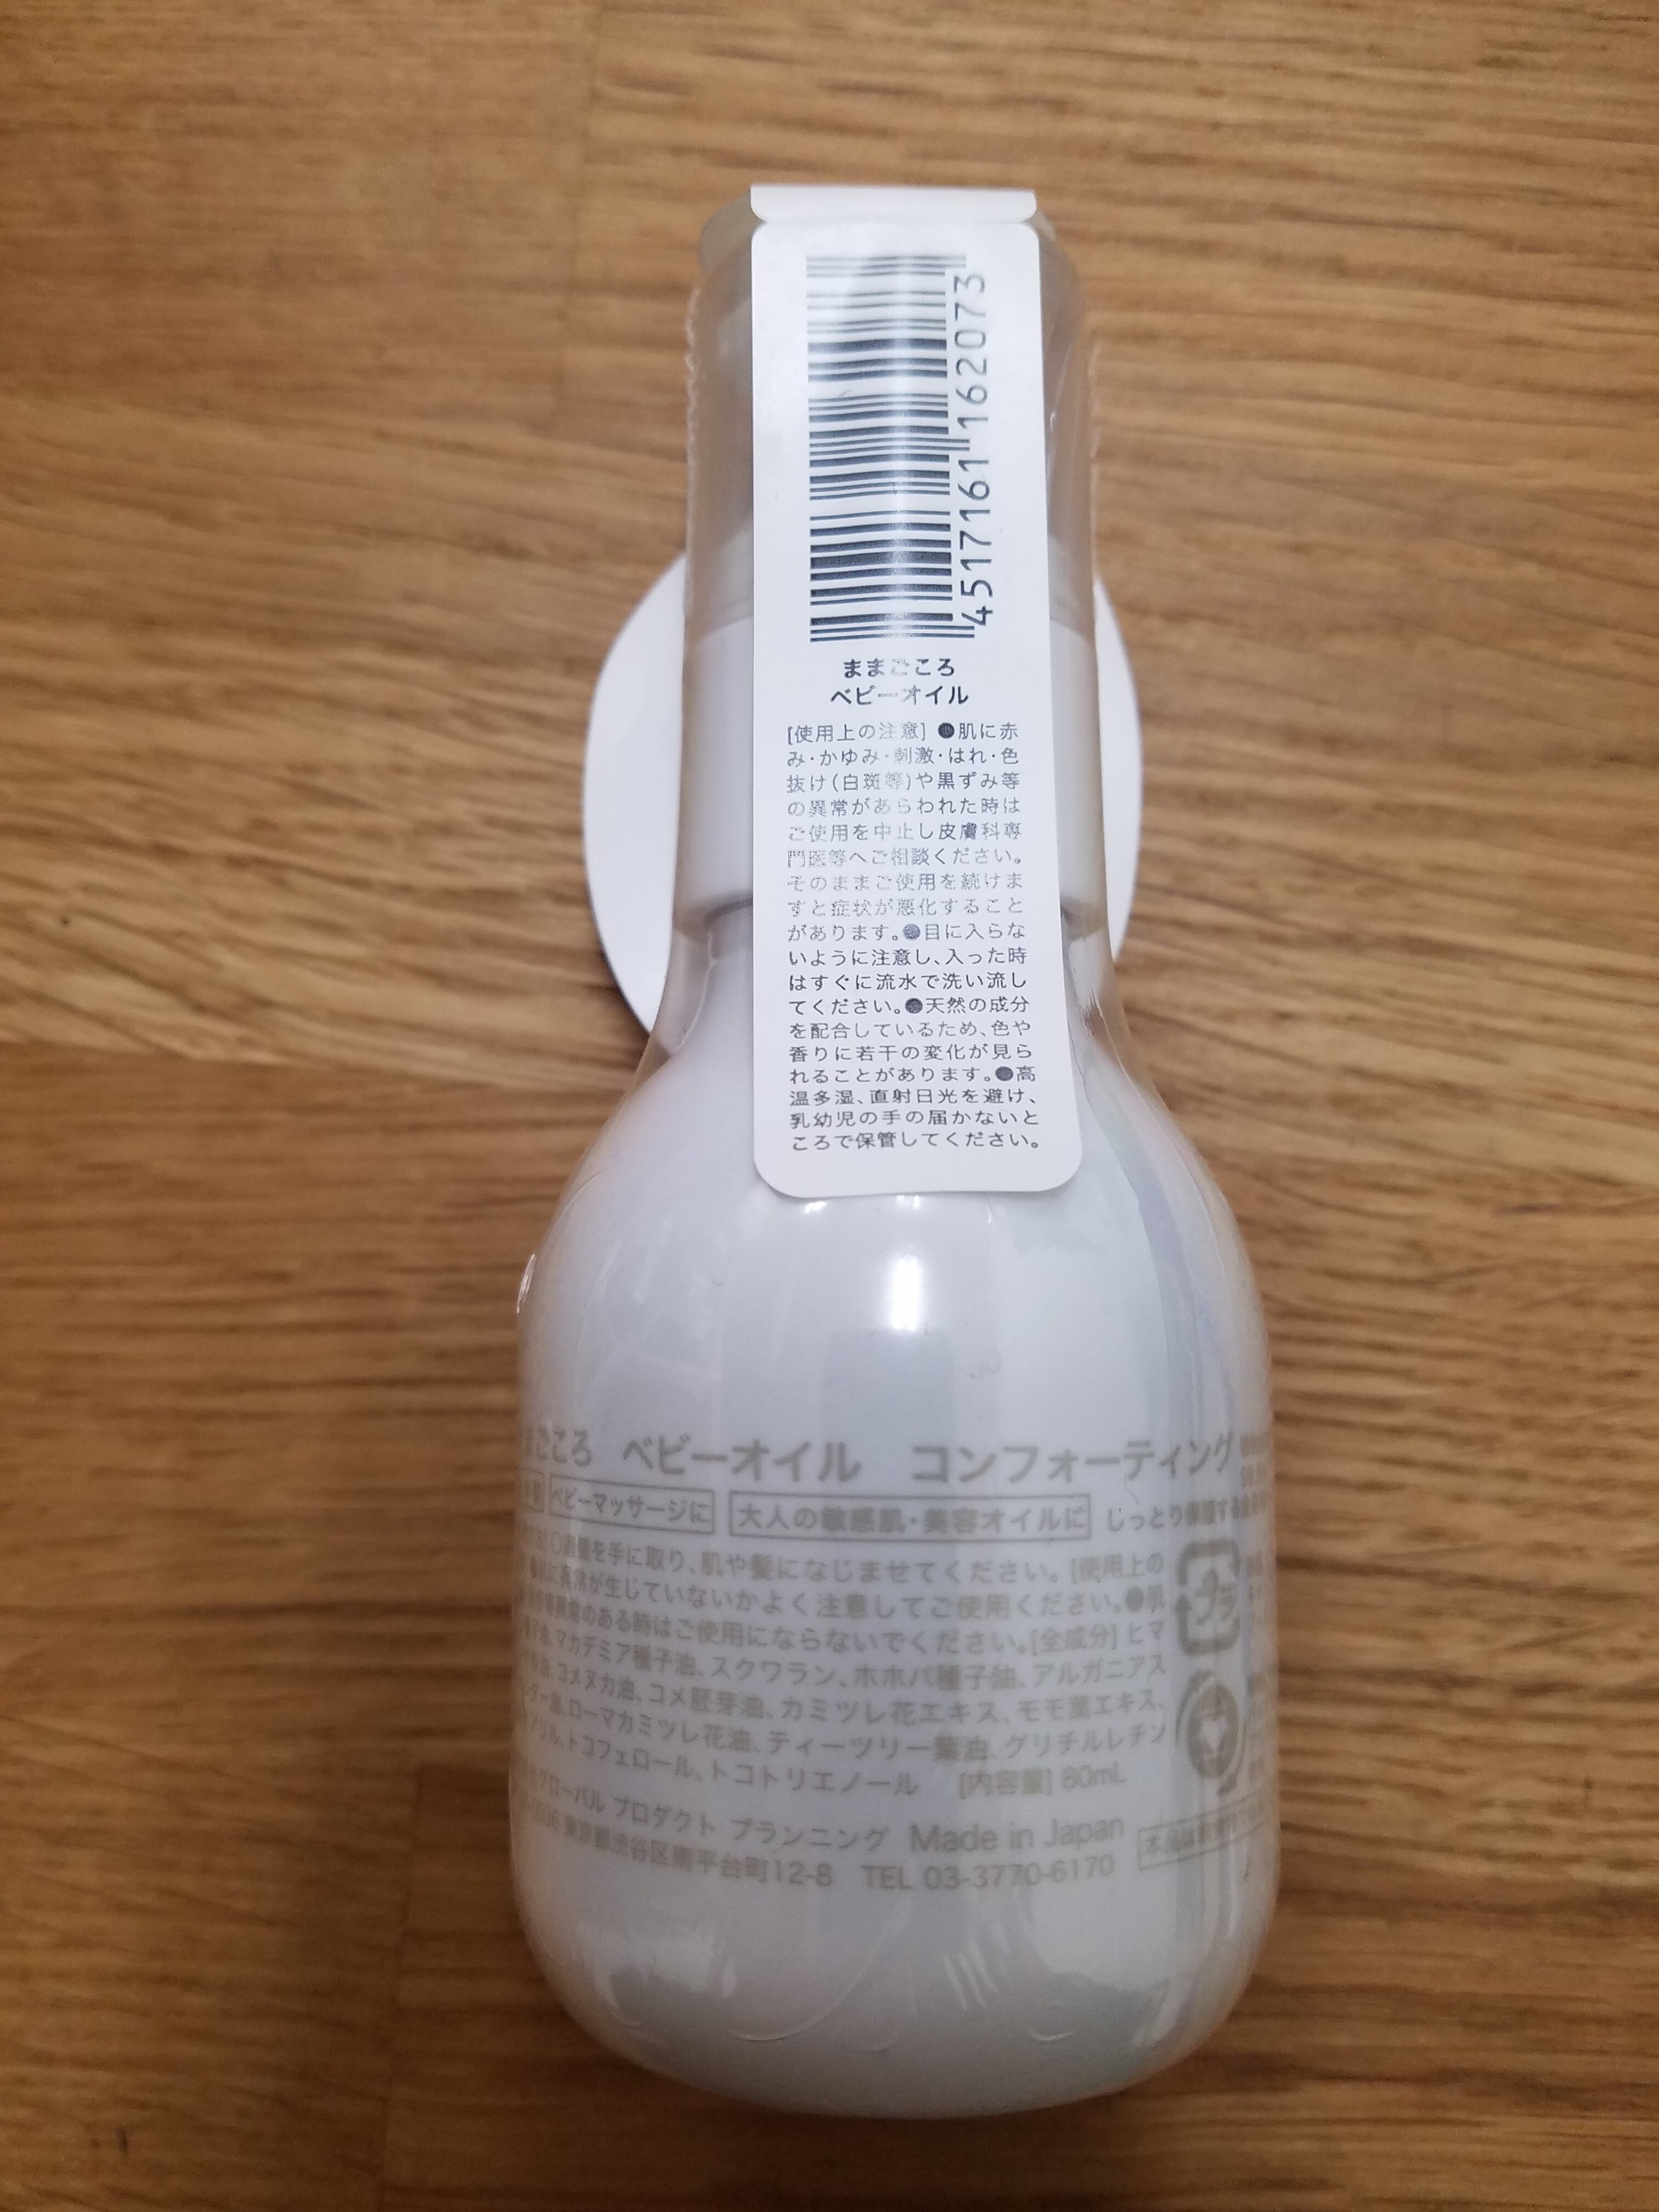 4517161162073
ままごころ
ベビーオイル
[使用上の注意] ●肌に赤
み・かゆみ・刺激・はれ・色
抜け(白斑等)や黒ずみ等
の異常があらわれた時は
ご使用を中止し皮膚科専
門医等へご相談ください。
そのままご使用を続けま
すと症状が悪化すること
があります。●目に入らな
いように注意し、入った時
はすぐに流水で洗い流し
てください。●天然の成分
を配合しているため、色や
香りに若干の変化が見ら
れることがあります。●高
温多湿、直射日光を避け、
乳幼児の手の届かないと
ころで保管してください。
まごころ ベビーオイル コンフォーティング
ベビーマッサージに 大人の敏感肌・美容オイルに じっとり保護する
○適量を手に取り、肌や髪になじませてください。[使用上の
●肌に異常が生じていないかよく注意してご使用ください。●肌
異常のある時はご使用にならないでください。[全成分] ヒマ
マカデミア種子油、スクワラン、ホホバ種子油、アルガニアス
コメヌカ油、コメ胚芽油、カミツレ花エキス、モモ葉エキス、
ローマカミツレ花油、ティーツリー葉油、グリチルレチン
トコフェロール、トコトリエノール [内容量] 80mL
グローバル プロダクト プランニング Made in Japan
東京都渋谷区南平台町12-8 TEL 03-3770-6170
プラ